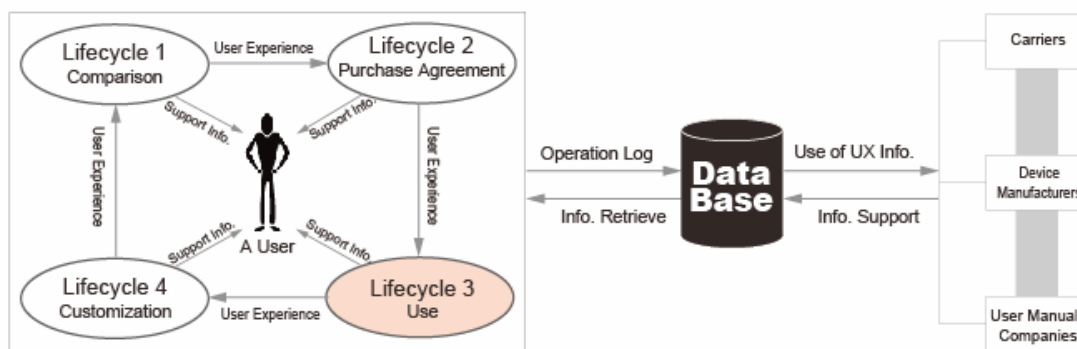 Lifecycle 1
Comparison
User Experience
Lifecycle 2
Purchase Agreement
Support Info.
Support Info.
User Experience
User Experience
A User
Support Info.
Support Info.
Lifecycle 4
Customization
User Experience
Lifecycle 3
Use
Operation Log
Info. Retrieve
Data
Base
Use of UX Info.
Info. Support
Carriers
Device
Manufacturers
User Manual
Companies